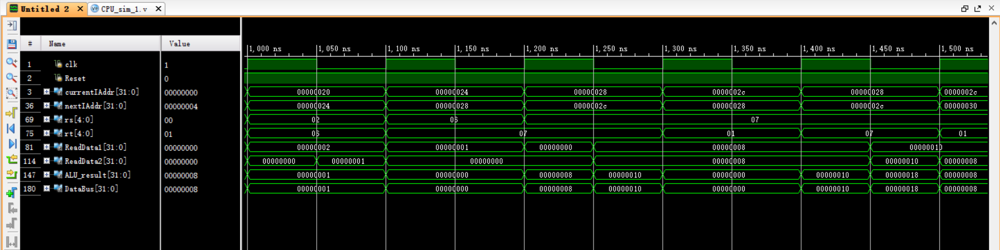 Untitled 2 X CPU_sim_1.v X
# Name Value
1,000 ns 1,050 ns 1,100 ns 1,150 ns 1,200 ns 1,250 ns 1,300 ns 1,350 ns 1,400 ns 1,450 ns 1,500 ns
1 clk 1
2 Reset 0
3 currentIAddr[31:0] 00000000 00000020 00000024 00000028 0000002c 00000028 0000002c
36 nextIAddr[31:0] 00000004 00000024 00000028 0000002c 00000028 0000002c 00000030
69 rs[4:0] 00 02 06 07
75 rt[4:0] 01 06 07 01 07 01
81 ReadData1[31:0] 00000000 00000002 00000001 00000000 00000008 00000010
114 ReadData2[31:0] 00000000 00000000 00000001 00000000 00000008 00000010 00000008
147 ALU_result[31:0] 00000008 00000001 00000000 00000008 00000010 00000000 00000010 00000018 00000008
180 DataBus[31:0] 00000008 00000001 00000000 00000008 00000010 00000000 00000010 00000018 00000008